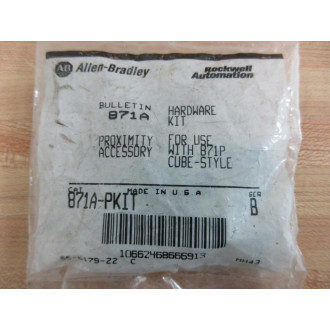 AB Allen-Bradley
Rockwell Automation
BULLETIN 871A
HARDWARE KIT
PROXIMITY ACCESSORY
FOR USE WITH 871P CUBE-STYLE
CAT
MADE IN U.S.A
SER
871A-PKIT
B
C